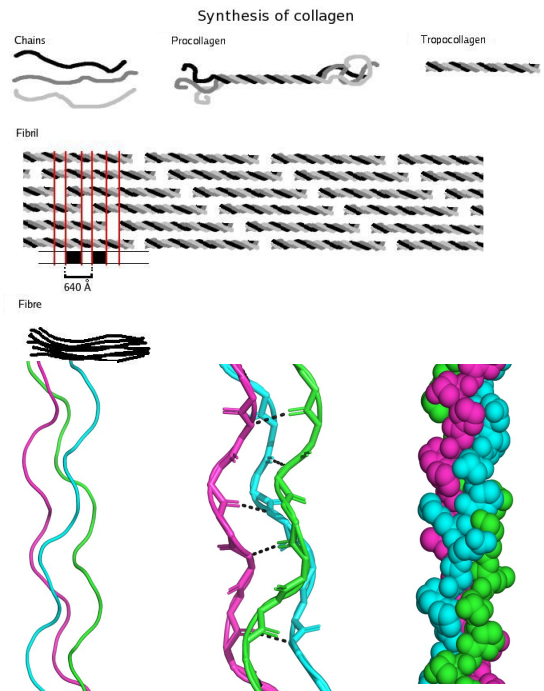 Synthesis of collagen
Chains
Procollagen
Tropocollagen
Fibril
640 Å
Fibre